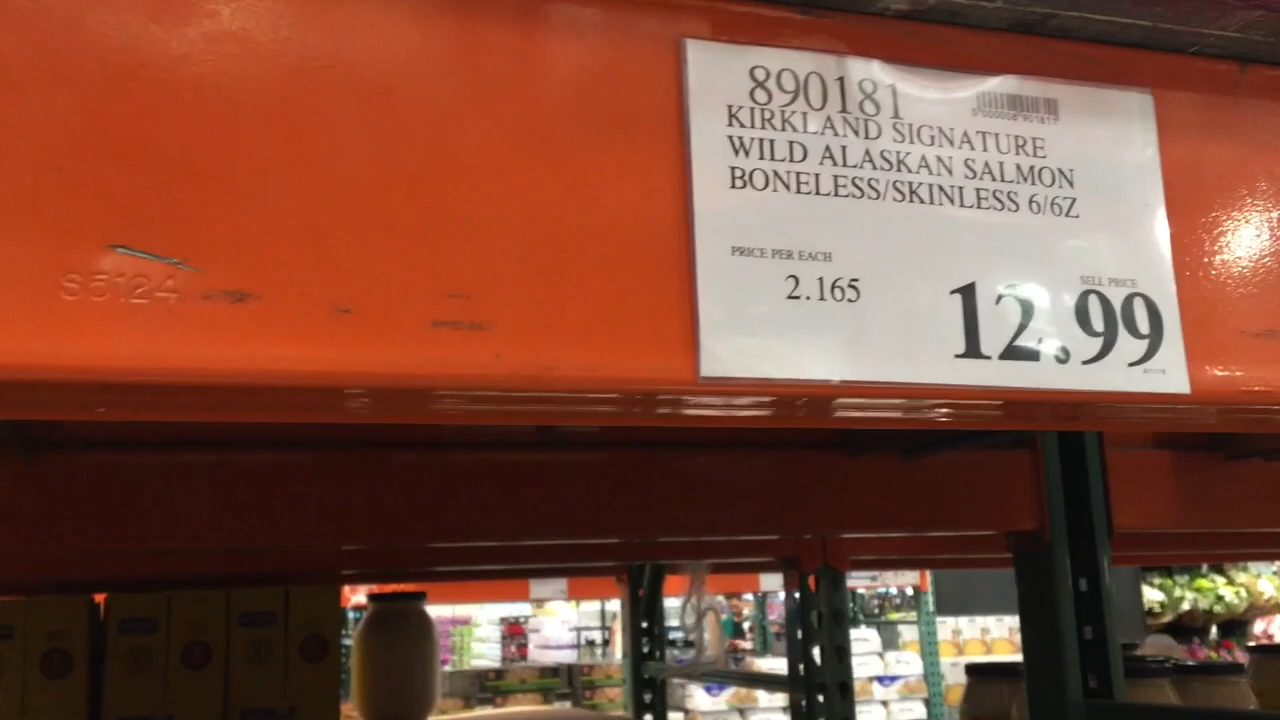 890181
KIRKLAND SIGNATURE
WILD ALASKAN SALMON
BONELESS/SKINLESS 6/6Z
PRICE PER EACH
2.165
SELL PRICE
12.99
S5124